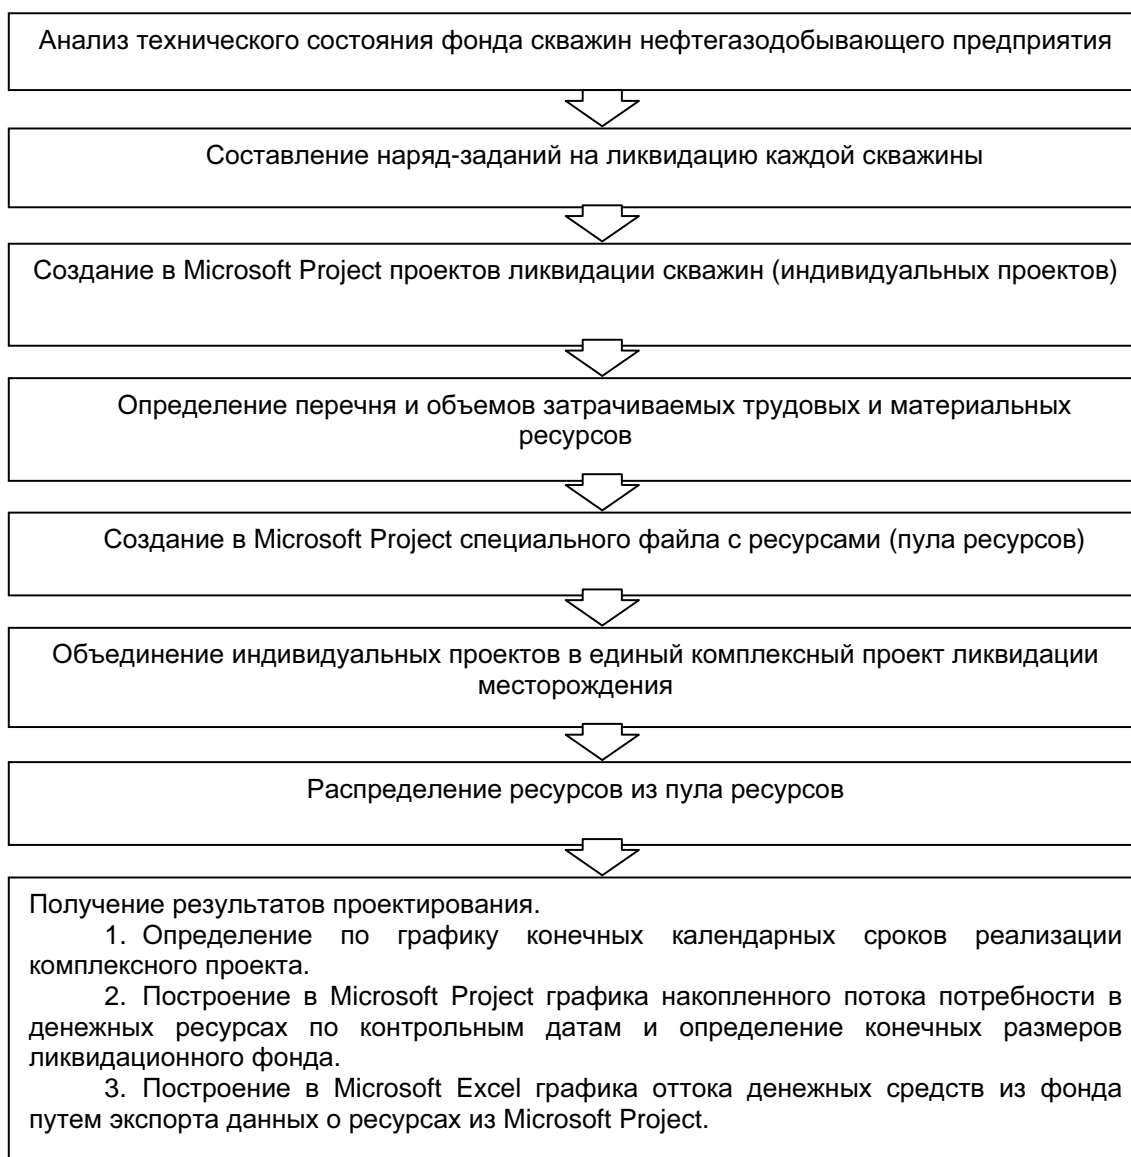 Анализ технического состояния фонда скважин нефтегазодобывающего предприятия
Составление наряд-заданий на ликвидацию каждой скважины
Создание в Microsoft Project проектов ликвидации скважин (индивидуальных проектов)
Определение перечня и объемов затрачиваемых трудовых и материальных
ресурсов
Создание в Microsoft Project специального файла с ресурсами (пула ресурсов)
Объединение индивидуальных проектов в единый комплексный проект ликвидации
месторождения
Распределение ресурсов из пула ресурсов
Получение результатов проектирования.
1. Определение по графику конечных календарных сроков реализации
комплексного проекта.
2. Построение в Microsoft Project графика накопленного потока потребности в
денежных ресурсах по контрольным датам и определение конечных размеров
ликвидационного фонда.
3. Построение в Microsoft Excel графика оттока денежных средств из фонда
путем экспорта данных о ресурсах из Microsoft Project.